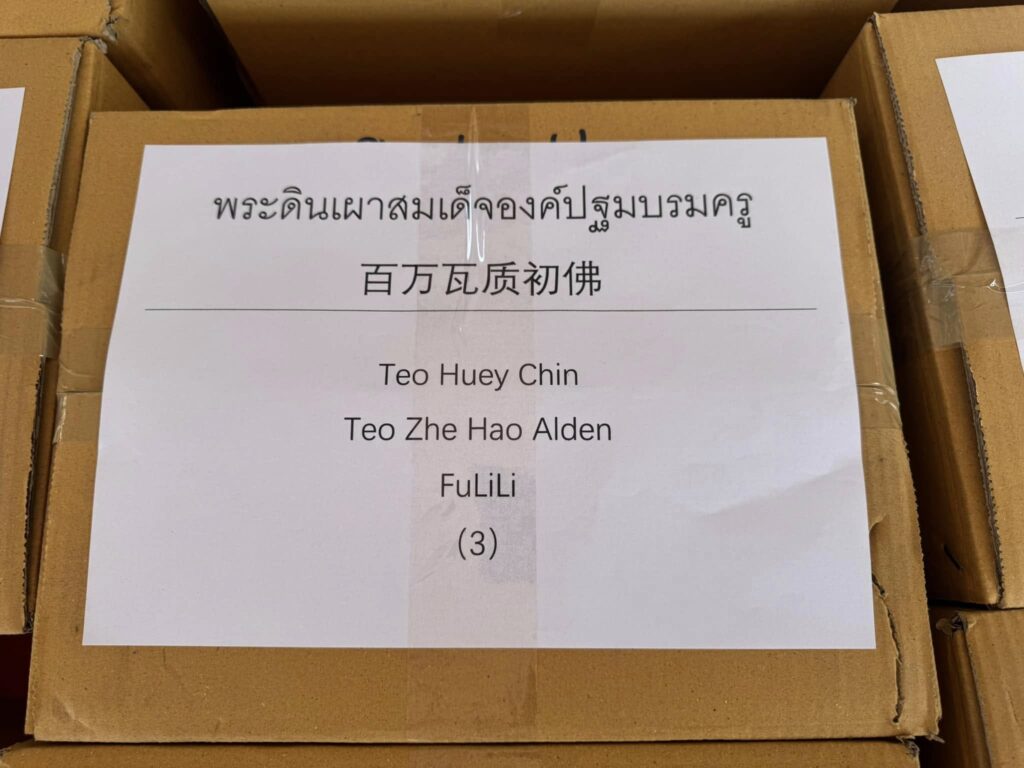 พระดินเผาสมเด็จองค์ปฐมบรมครู
百万瓦质初佛
Teo Huey Chin
Teo Zhe Hao Alden
FuLiLi
(3)